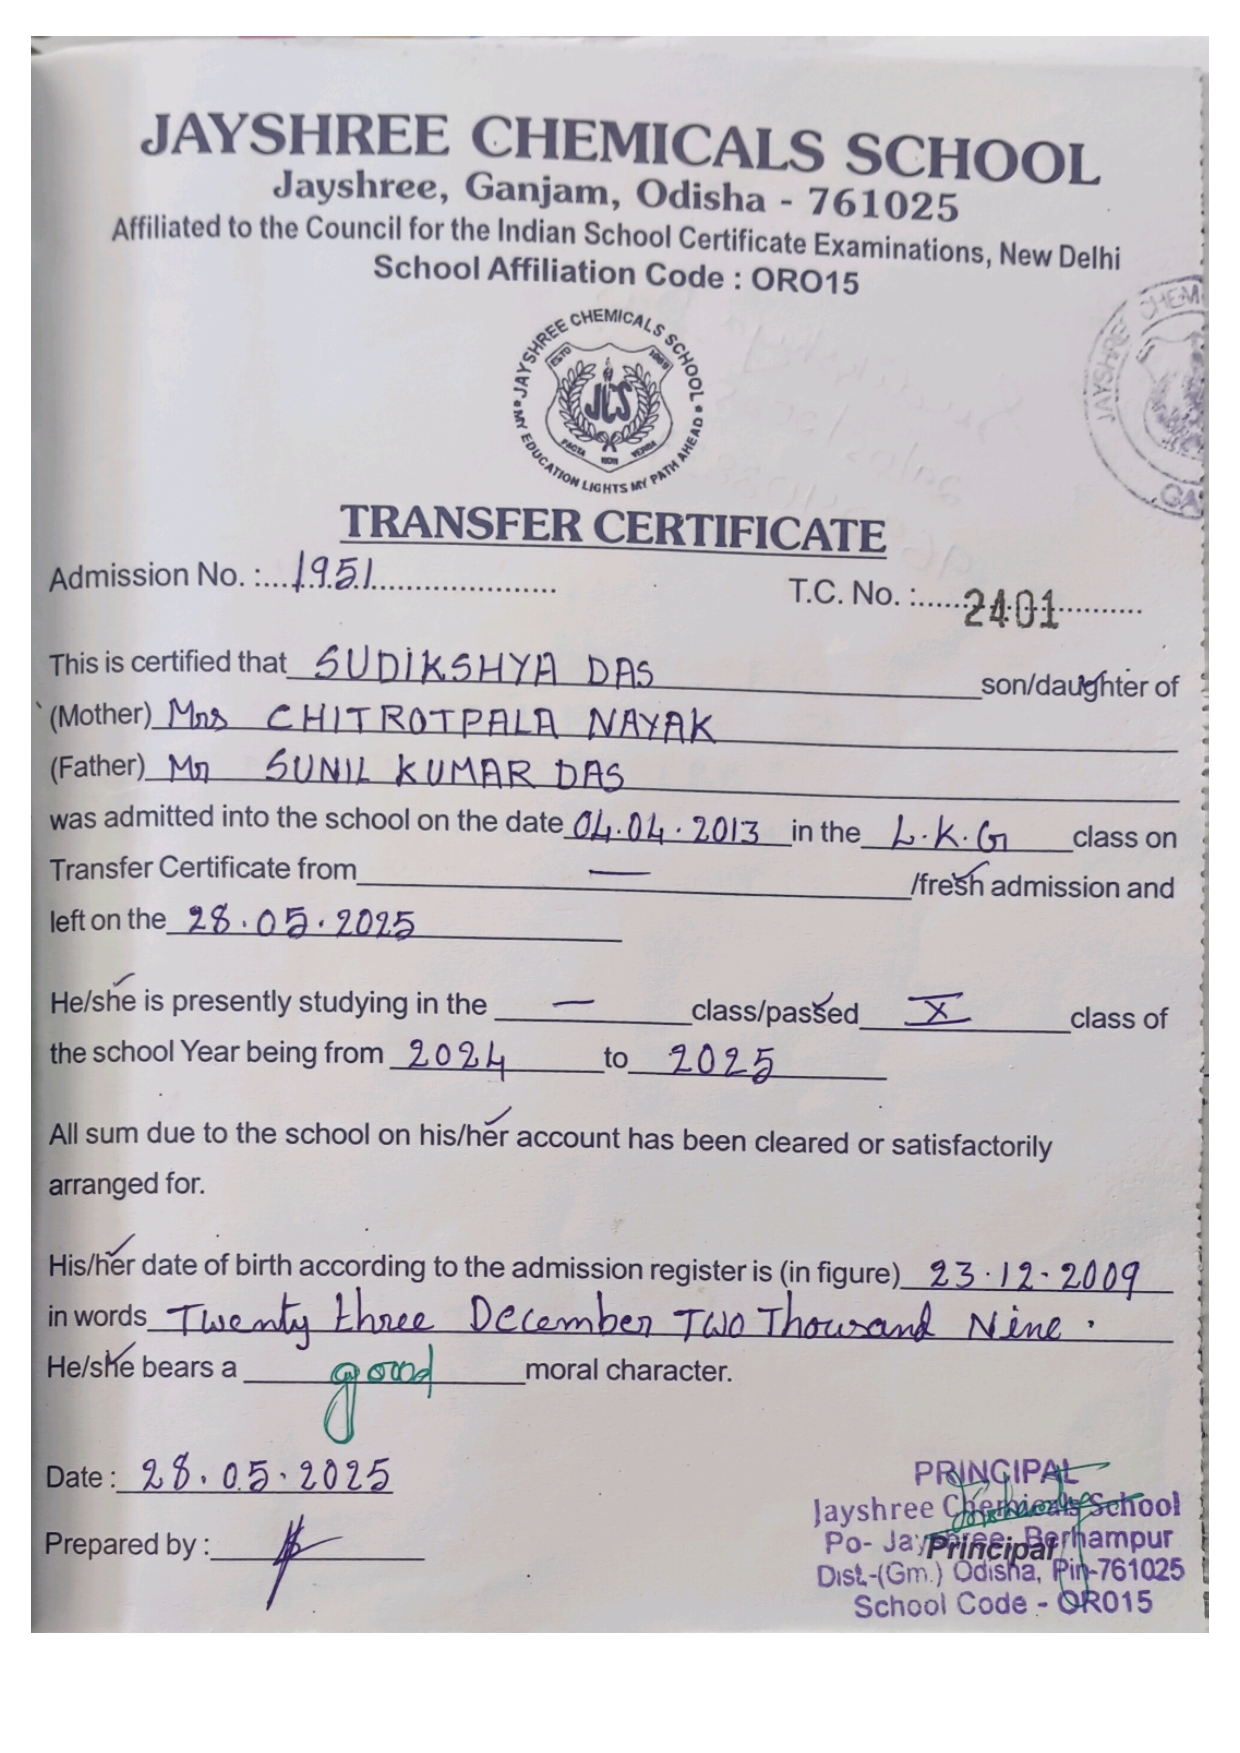 JAYSHREE CHEMICALS SCHOOL
Jayshree, Ganjam, Odisha - 761025
Affiliated to the Council for the Indian School Certificate Examinations, New Delhi
School Affiliation Code : ORO15
JAYSHREE CHEMICALS SCHOOL
ESTD 1969
JCS
FACTA NON VERBA
MY EDUCATION LIGHTS MY PATH AHEAD
JAYSHREE CHEM
GA
TRANSFER CERTIFICATE
Admission No. :....1951......................
T.C. No. :......2401............
This is certified that SUDIKSHYA DAS son/daughter of
(Mother) Mrs CHITROTPALA NAYAK
(Father) Mr SUNIL KUMAR DAS
was admitted into the school on the date 04.04.2013 in the L.K.G class on
Transfer Certificate from — /fresh admission and
left on the 28.05.2025
He/she is presently studying in the — class/passed X class of
the school Year being from 2024 to 2025
All sum due to the school on his/her account has been cleared or satisfactorily
arranged for.
His/her date of birth according to the admission register is (in figure) 23.12.2009
in words Twenty three December Two Thousand Nine.
He/she bears a good moral character.
Date : 28.05.2025
Prepared by :
PRINCIPAL
Jayshree Chemicals School
Po- Jayshree, Berhampur
Principal
Dist.-(Gm.) Odisha, Pin-761025
School Code - OR015